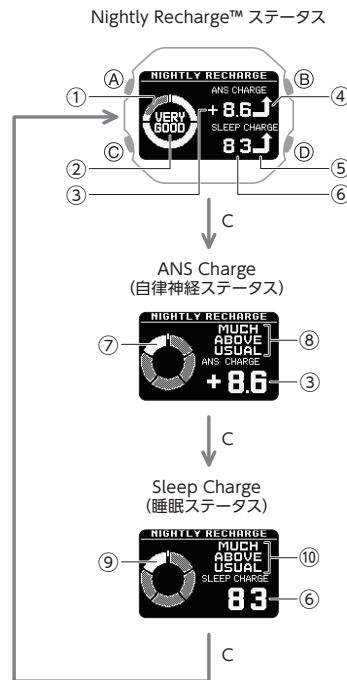 Nightly Recharge™ ステータス
NIGHTLY RECHARGE
Ⓐ
Ⓑ
①
ANS CHARGE
④
VERY
GOOD
+ 8.6
SLEEP CHARGE
Ⓒ
Ⓓ
②
83
⑤
③
⑥
C
ANS Charge
(自律神経ステータス)
NIGHTLY RECHARGE
⑦
MUCH
ABOVE
USUAL
⑧
ANS CHARGE
+ 8.6
③
C
Sleep Charge
(睡眠ステータス)
NIGHTLY RECHARGE
⑨
MUCH
ABOVE
USUAL
⑩
SLEEP CHARGE
83
⑥
C